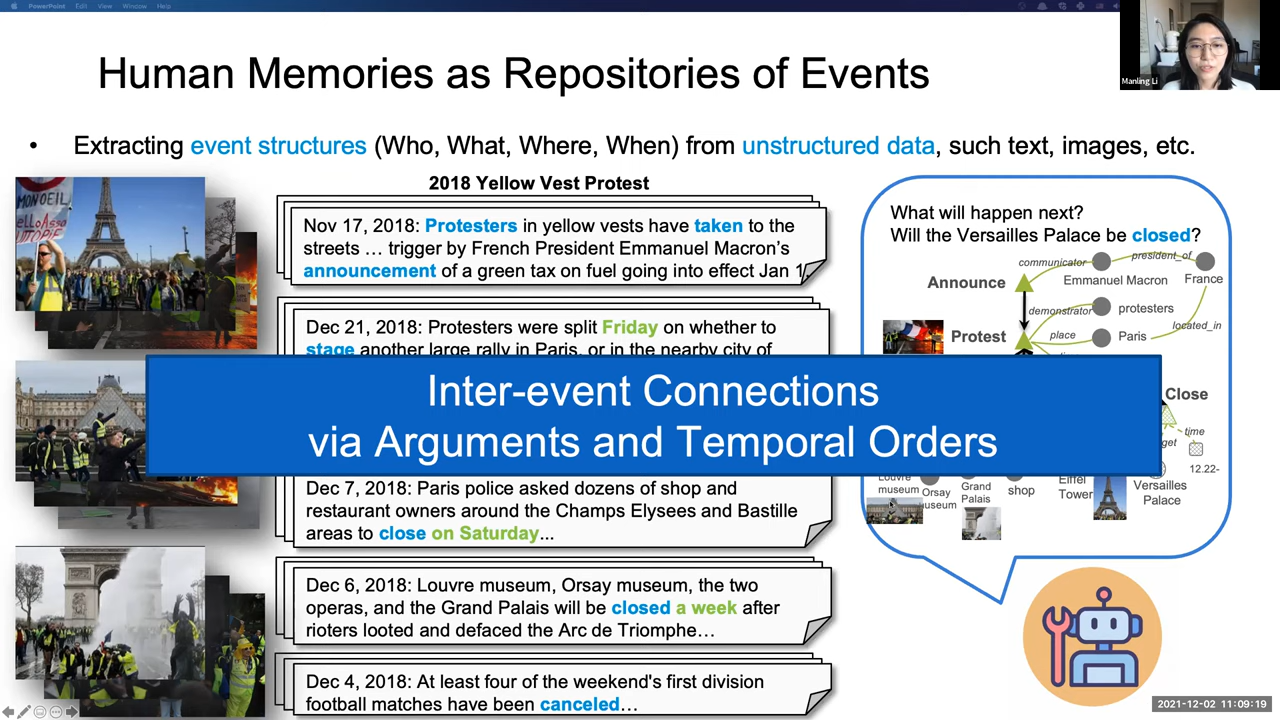 PowerPoint Edit View Window Help
Manling Li
Human Memories as Repositories of Events
• Extracting event structures (Who, What, Where, When) from unstructured data, such text, images, etc.
MON OEIL
2018 Yellow Vest Protest
Nov 17, 2018: Protesters in yellow vests have taken to the
streets … trigger by French President Emmanuel Macron's
announcement of a green tax on fuel going into effect Jan 1,
Dec 21, 2018: Protesters were split Friday on whether to
stage another large rally in Paris, or in the nearby city of
Inter-event Connections
via Arguments and Temporal Orders
Dec 7, 2018: Paris police asked dozens of shop and
restaurant owners around the Champs Elysees and Bastille
areas to close on Saturday...
Dec 6, 2018: Louvre museum, Orsay museum, the two
operas, and the Grand Palais will be closed a week after
rioters looted and defaced the Arc de Triomphe…
Dec 4, 2018: At least four of the weekend's first division
football matches have been canceled…
What will happen next?
Will the Versailles Palace be closed?
communicator
president_of
Announce
Emmanuel Macron
France
demonstrator
protesters
Protest
place
Paris
located_in
Close
time
get
12.22-
Louvre
museum
Orsay
museum
Grand
Palais
shop
Eiffel
Tower
Versailles
Palace
2021-12-02 11:09:19